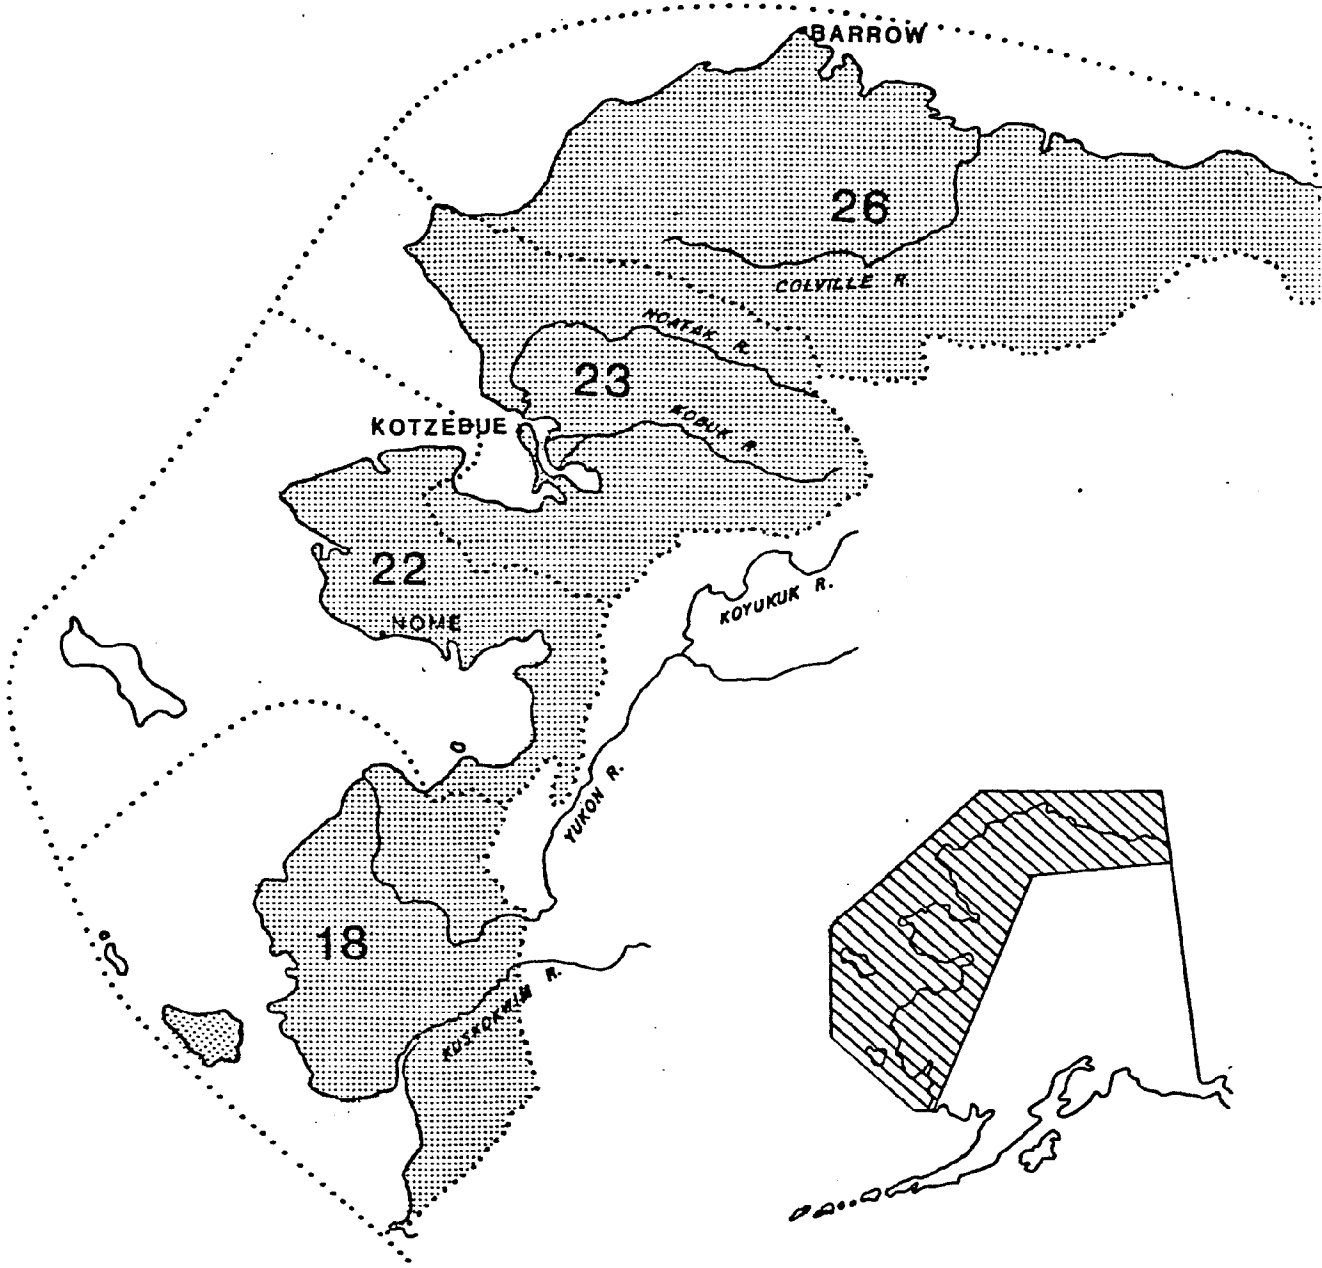 BARROW
26
COLVILLE R.
NOATAK R.
23
KOBUK R.
KOTZEBUE
22
NOME
KOYUKUK R.
YUKON R.
18
KUSKOKWIM R.